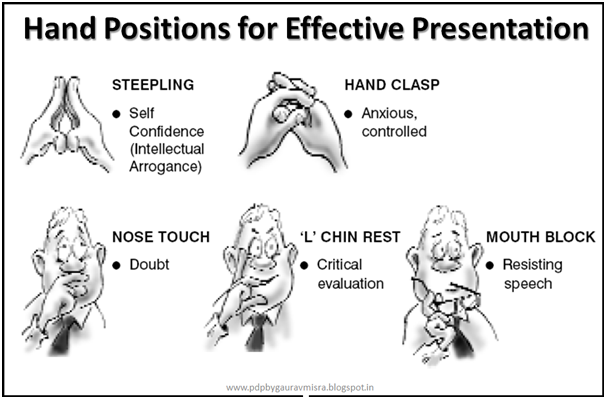 Hand Positions for Effective Presentation
STEEPLING
• Self
Confidence
(Intellectual
Arrogance)
HAND CLASP
• Anxious,
controlled
NOSE TOUCH
• Doubt
‘L’ CHIN REST
• Critical
evaluation
MOUTH BLOCK
• Resisting
speech
www.pdpbygauravmisra.blogspot.in